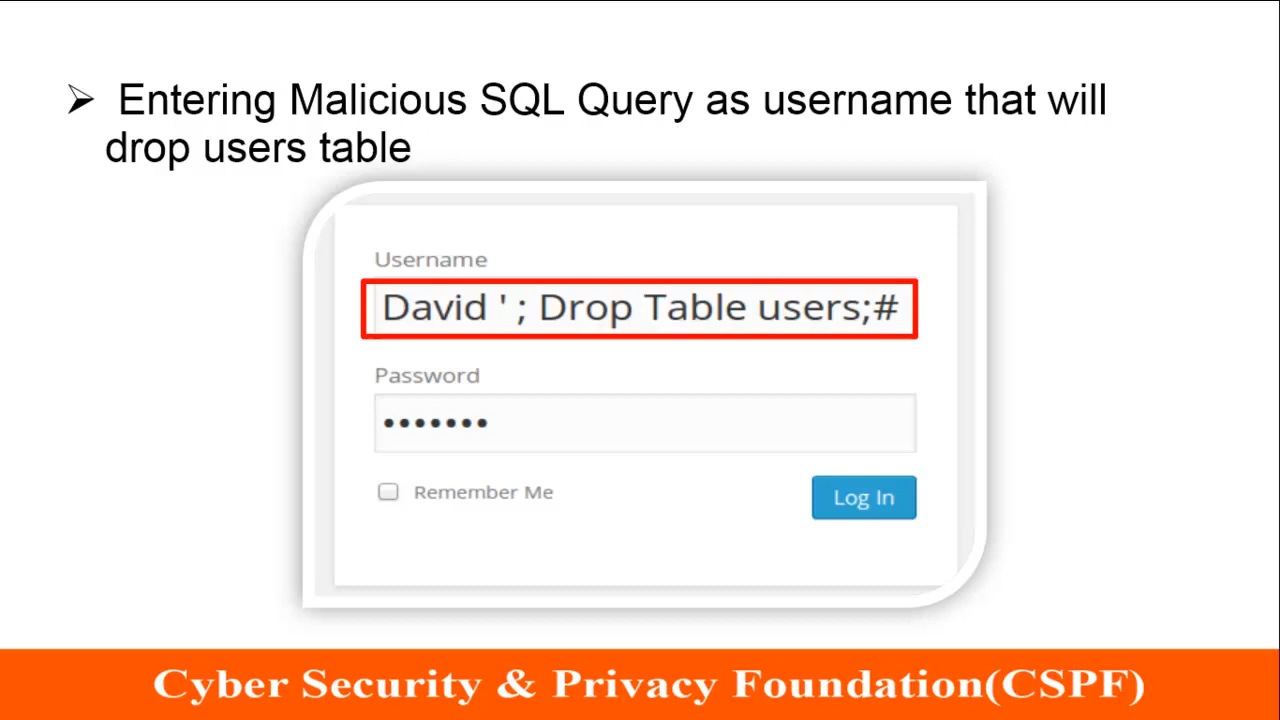 ➢ Entering Malicious SQL Query as username that will
drop users table
Username
David ' ; Drop Table users;#
Password
•••••••
Remember Me
Log In
Cyber Security & Privacy Foundation(CSPF)